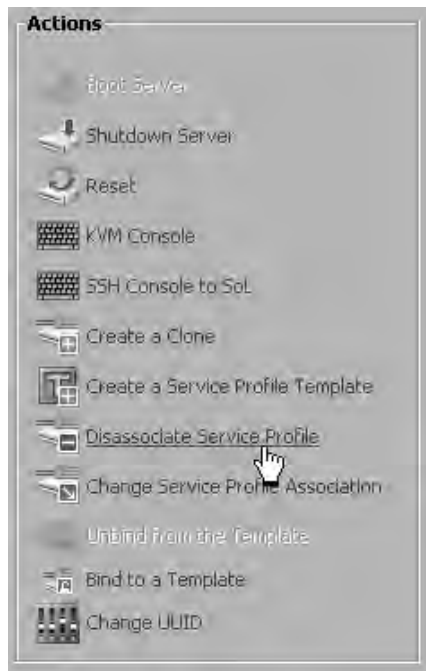 Actions
Boot Server
Shutdown Server
Reset
KVM Console
SSH Console to SoL
Create a Clone
Create a Service Profile Template
Disassociate Service Profile
Change Service Profile Association
Unbind from the Template
Bind to a Template
Change UUID